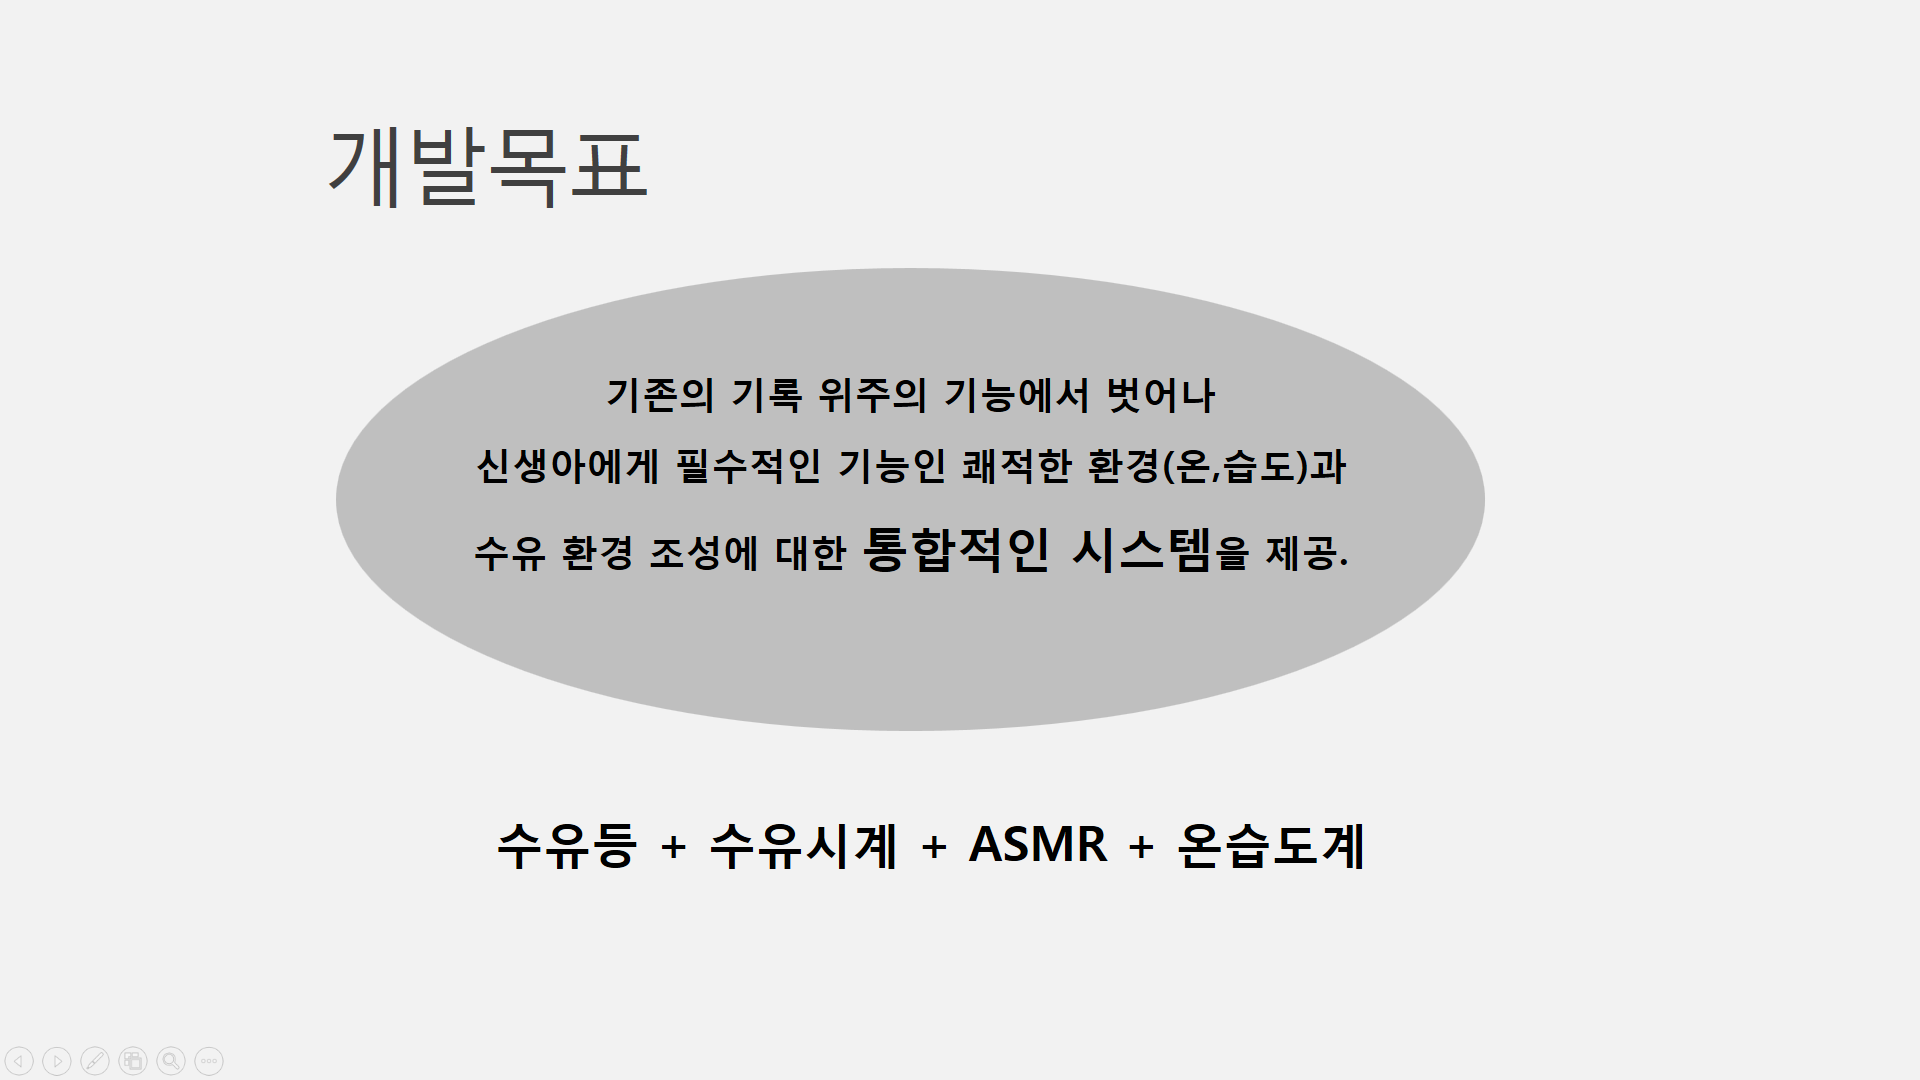 개발목표
기존의 기록 위주의 기능에서 벗어나
신생아에게 필수적인 기능인 쾌적한 환경(온,습도)과
수유 환경 조성에 대한 통합적인 시스템을 제공.
수유등 + 수유시계 + ASMR + 온습도계